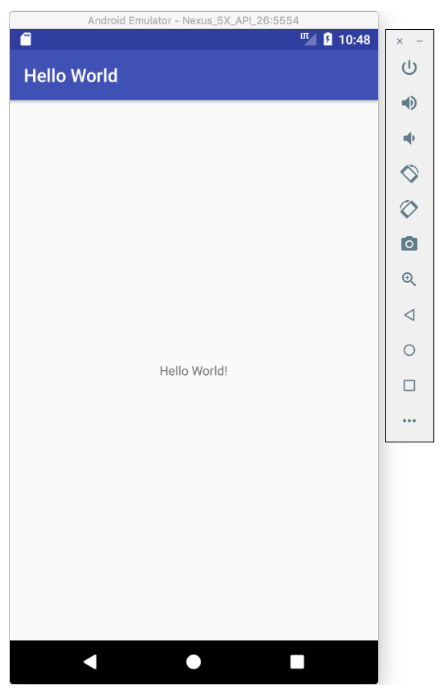 Android Emulator - Nexus_5X_API_26:5554
LTE
10:48
Hello World
Hello World!